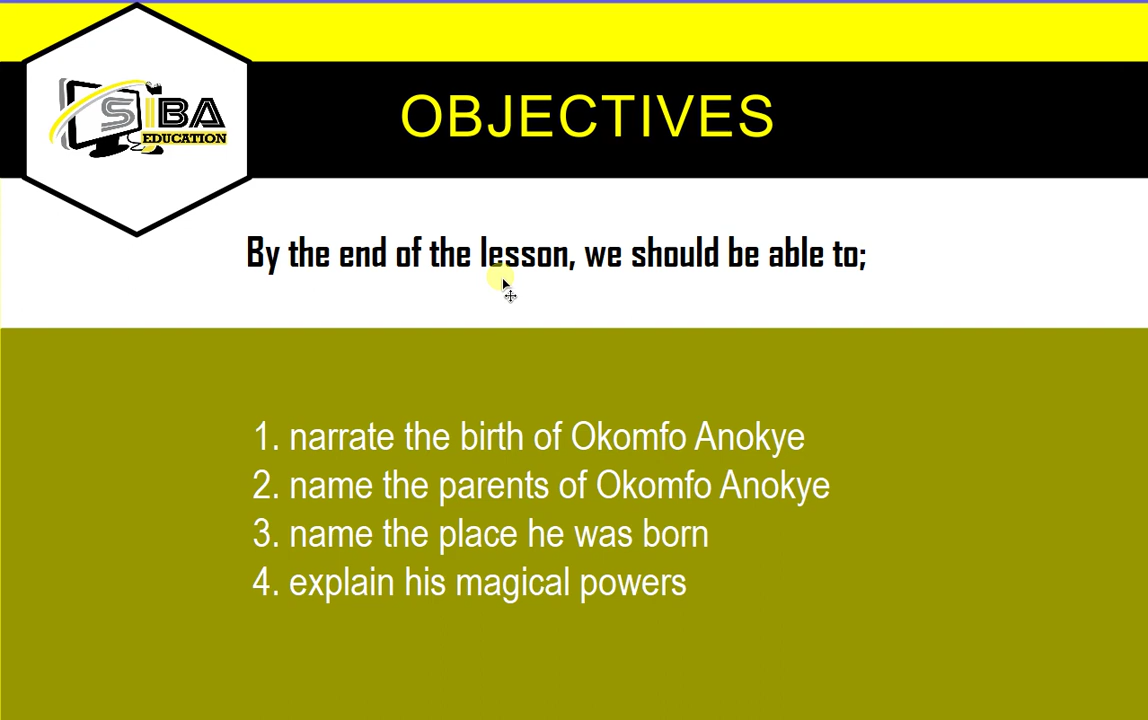 SIBA
EDUCATION
OBJECTIVES
By the end of the lesson, we should be able to;
1. narrate the birth of Okomfo Anokye
2. name the parents of Okomfo Anokye
3. name the place he was born
4. explain his magical powers